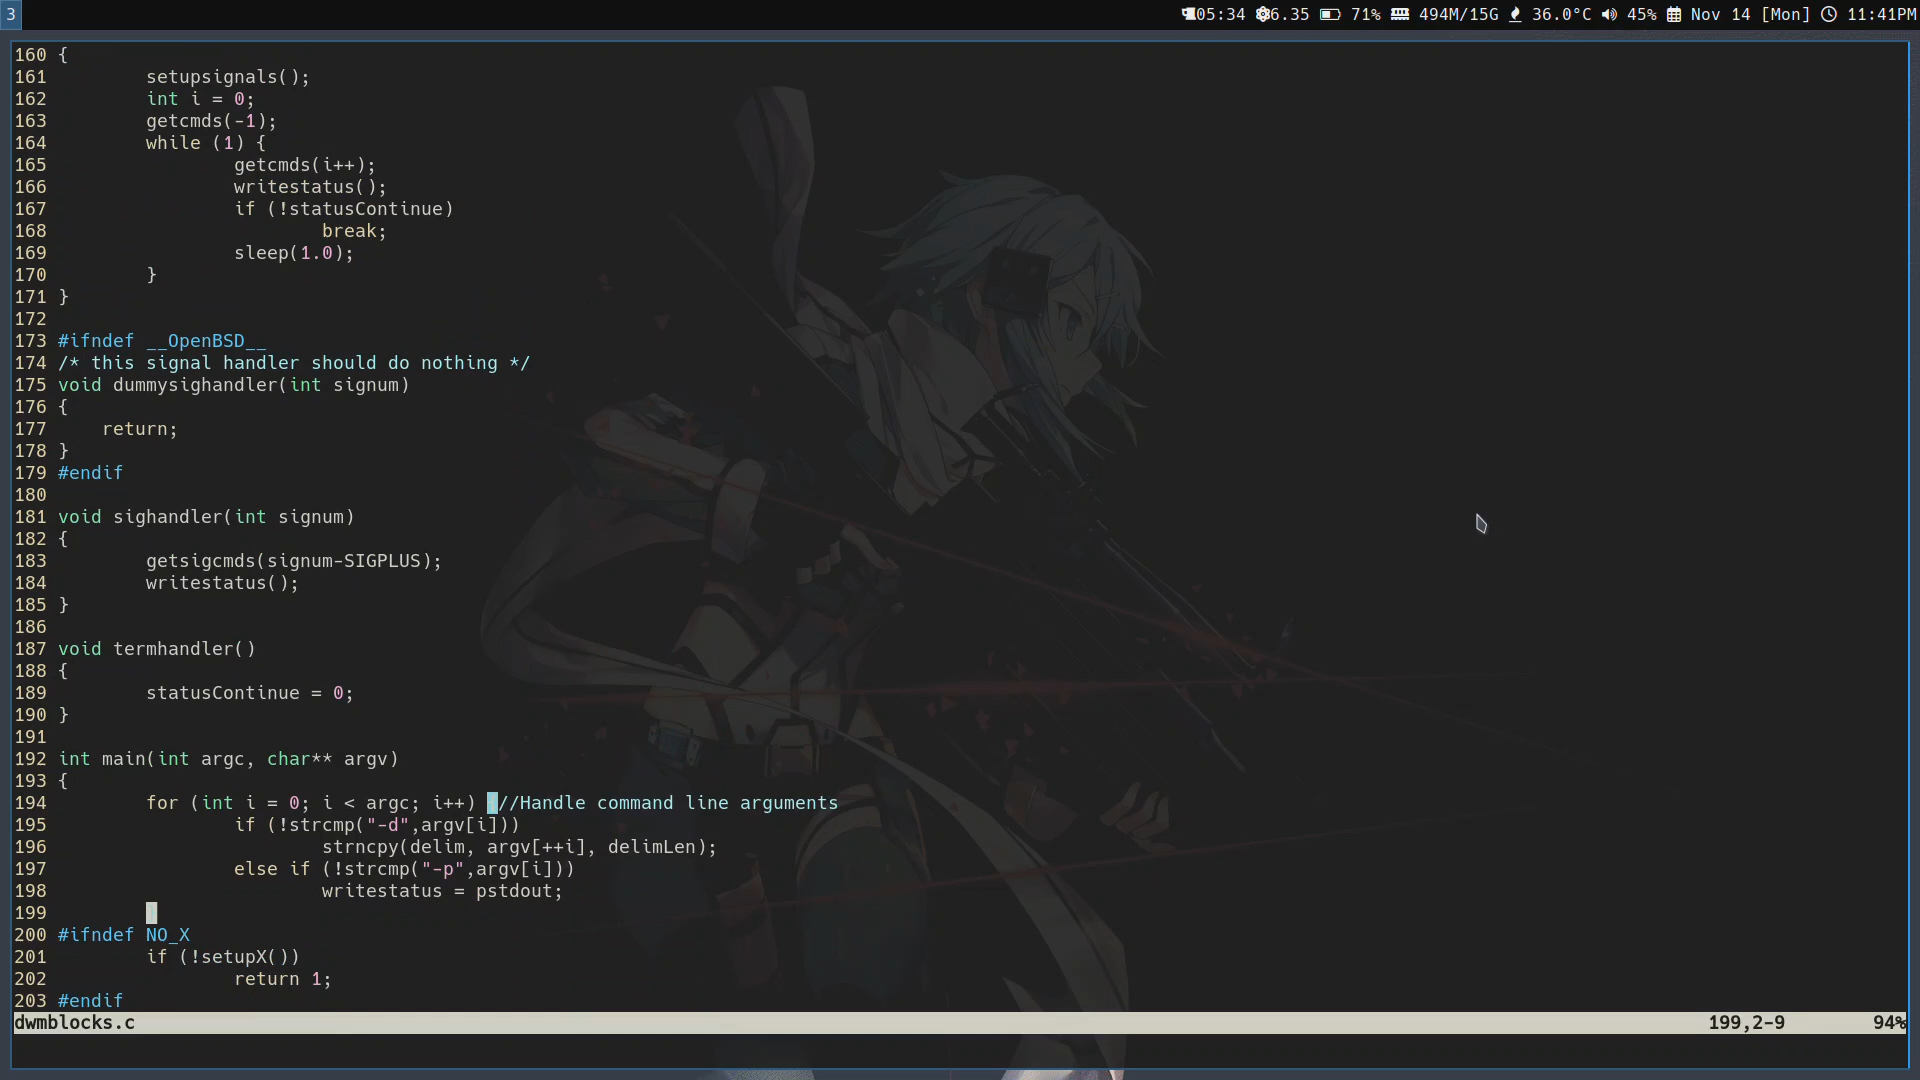 3 05:34 6.35 71% 494M/15G 36.0°C 45% Nov 14 [Mon] 11:41PM
160 {
161         setupsignals();
162         int i = 0;
163         getcmds(-1);
164         while (1) {
165                 getcmds(i++);
166                 writestatus();
167                 if (!statusContinue)
168                         break;
169                 sleep(1.0);
170         }
171 }
172
173 #ifndef __OpenBSD__
174 /* this signal handler should do nothing */
175 void dummysighandler(int signum)
176 {
177     return;
178 }
179 #endif
180
181 void sighandler(int signum)
182 {
183         getsigcmds(signum-SIGPLUS);
184         writestatus();
185 }
186
187 void termhandler()
188 {
189         statusContinue = 0;
190 }
191
192 int main(int argc, char** argv)
193 {
194         for (int i = 0; i < argc; i++) {//Handle command line arguments
195                 if (!strcmp("-d",argv[i]))
196                         strncpy(delim, argv[++i], delimLen);
197                 else if (!strcmp("-p",argv[i]))
198                         writestatus = pstdout;
199         }
200 #ifndef NO_X
201         if (!setupX())
202                 return 1;
203 #endif
dwmblocks.c 199,2-9 94%